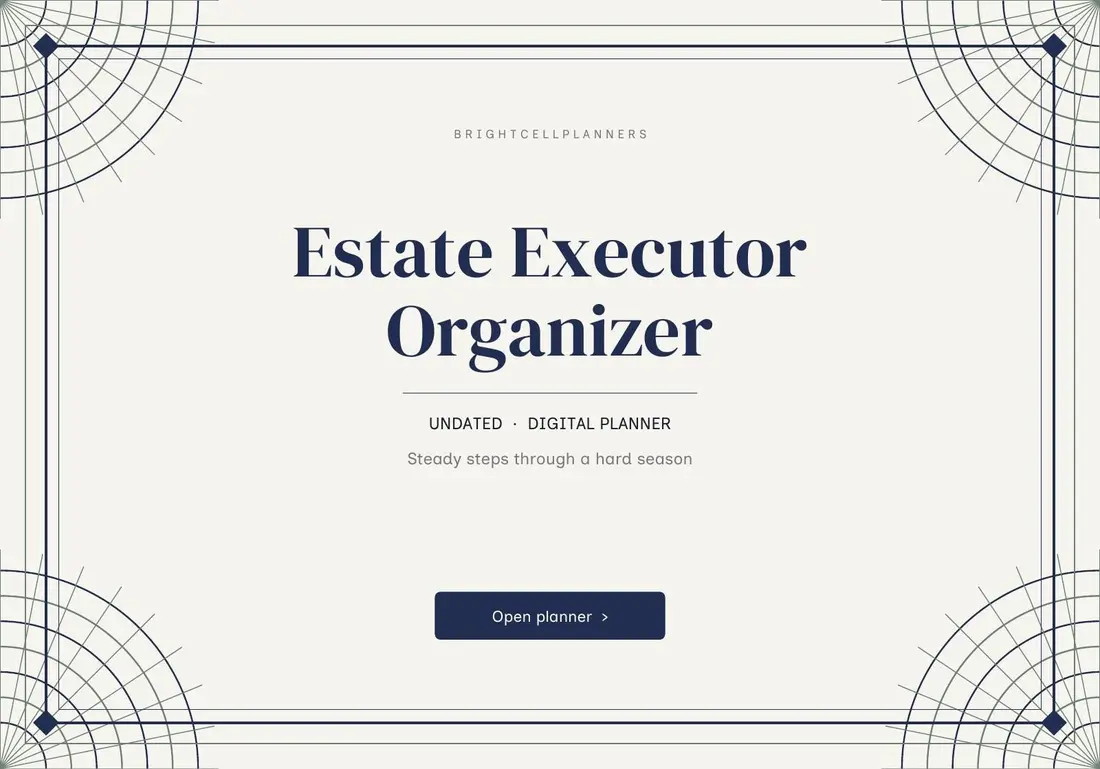 BRIGHTCELLPLANNERS
Estate Executor
Organizer
UNDATED · DIGITAL PLANNER
Steady steps through a hard season
Open planner >